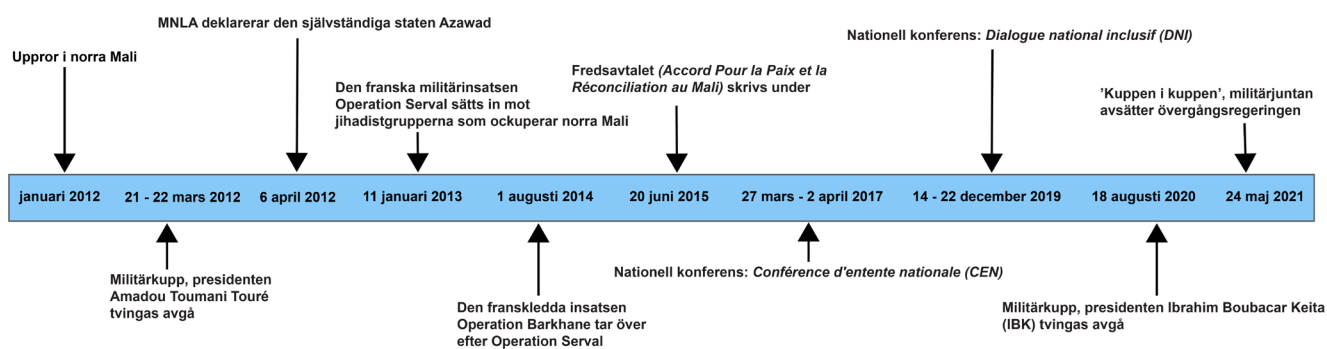 MNLA deklarerar den självständiga staten Azawad
Nationell konferens: Dialogue national inclusif (DNI)
Uppror i norra Mali
Den franska militärinsatsen
Operation Serval sätts in mot
jihadistgrupperna som ockuperar norra Mali
Fredsavtalet (Accord Pour la Paix et la
Réconciliation au Mali) skrivs under
’Kuppen i kuppen’, militärjuntan
avsätter övergångsregeringen
januari 2012
21 - 22 mars 2012
6 april 2012
11 januari 2013
1 augusti 2014
20 juni 2015
27 mars - 2 april 2017
14 - 22 december 2019
18 augusti 2020
24 maj 2021
Militärkupp, presidenten
Amadou Toumani Touré
tvingas avgå
Den franskledda insatsen
Operation Barkhane tar över
efter Operation Serval
Nationell konferens: Conférence d'entente nationale (CEN)
Militärkupp, presidenten Ibrahim Boubacar Keita
(IBK) tvingas avgå